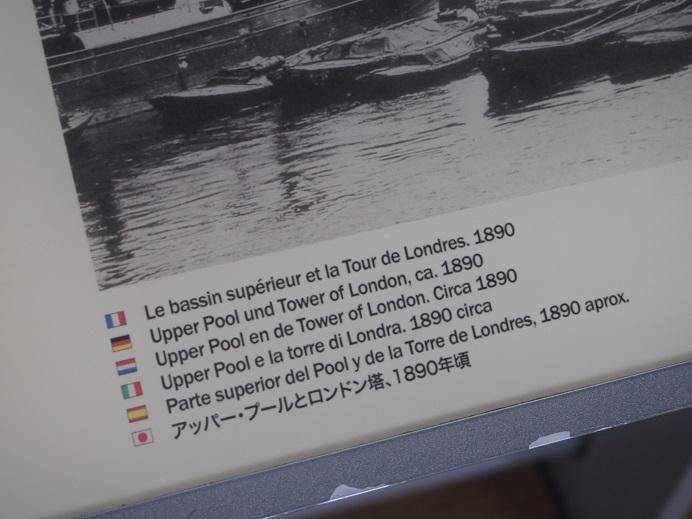 Le bassin supérieur et la Tour de Londres. 1890
Upper Pool und Tower of London, ca. 1890
Upper Pool en de Tower of London. Circa 1890
Upper Pool e la torre di Londra. 1890 circa
Parte superior del Pool y de la Torre de Londres, 1890 aprox.
アッパー・プールとロンドン塔、1890年頃